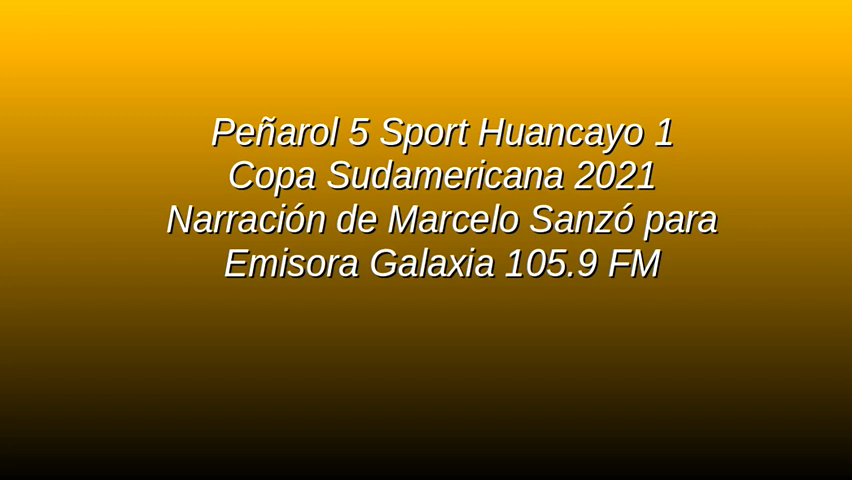 Peñarol 5 Sport Huancayo 1
Copa Sudamericana 2021
Narración de Marcelo Sanzó para
Emisora Galaxia 105.9 FM